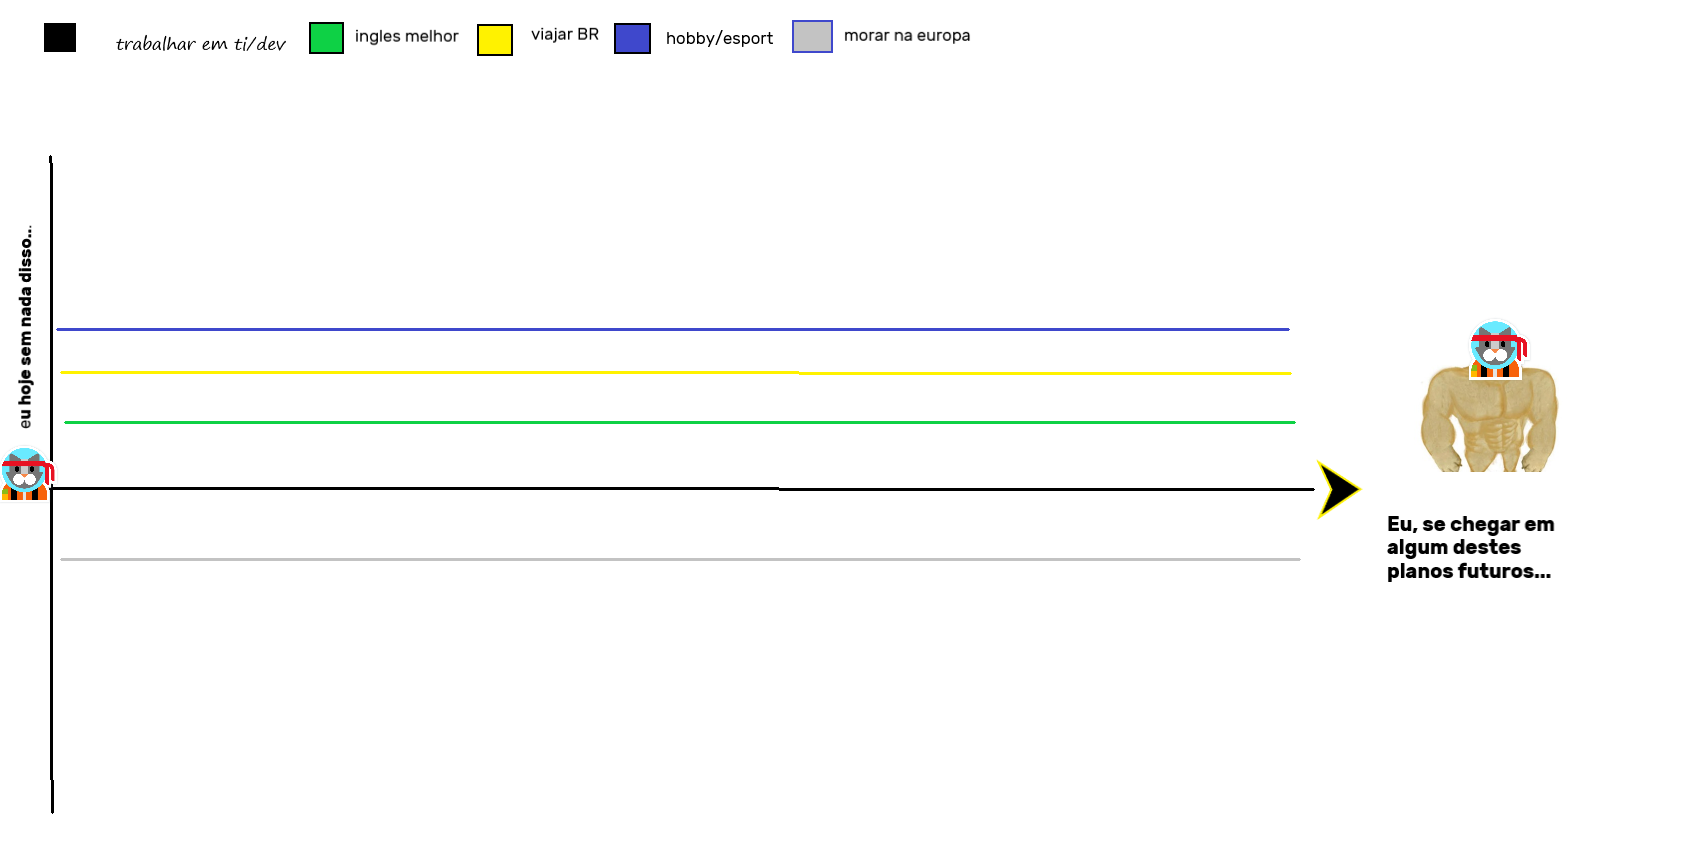 trabalhar em ti/dev
ingles melhor
viajar BR
hobby/esport
morar na europa
eu hoje sem nada disso...
Eu, se chegar em
algum destes
planos futuros...